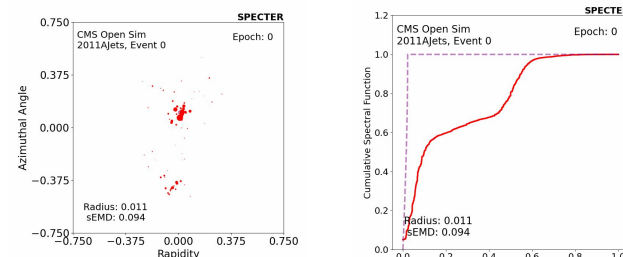 SPECTER
CMS Open Sim
2011AJets, Event 0
Epoch: 0
Azimuthal Angle
0.750
0.375
0.000
−0.375
−0.750
Radius: 0.011
sEMD: 0.094
−0.750
−0.375
0.000
0.375
0.750
Rapidity
SPECTE
CMS Open Sim
2011AJets, Event 0
Epoch: 0
Cumulative Spectral Function
1.2
1.0
0.8
0.6
0.4
0.2
0.0
Radius: 0.011
sEMD: 0.094
0.0
0.2
0.4
0.6
0.8
1.0